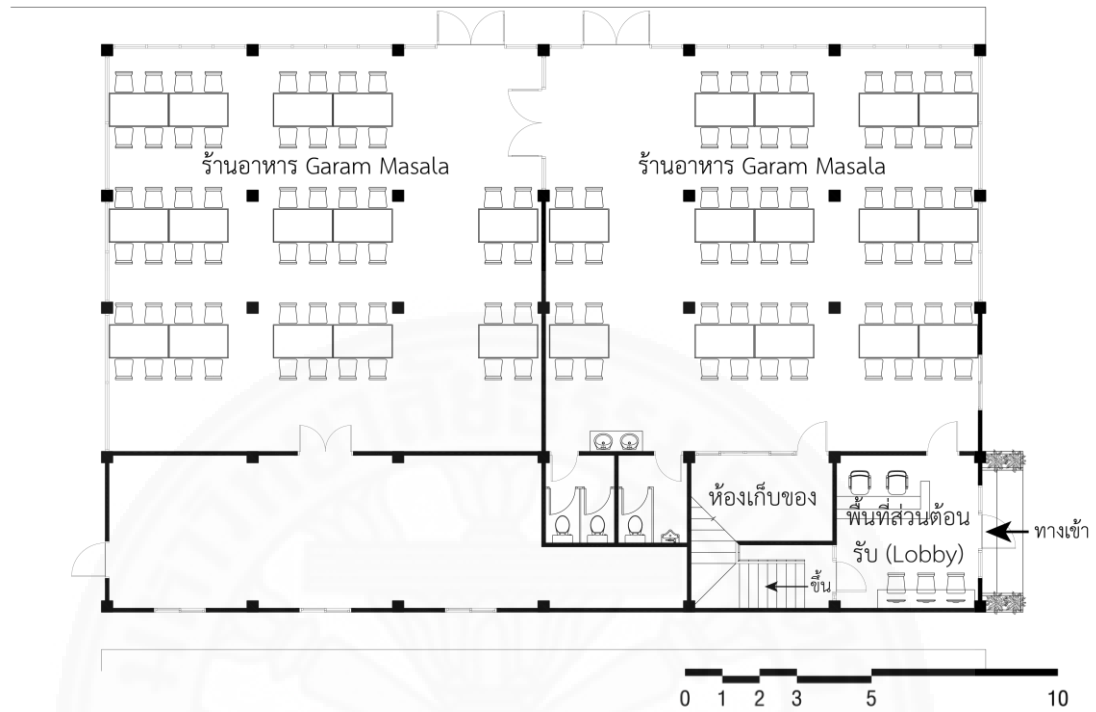 ร้านอาหาร Garam Masala
ร้านอาหาร Garam Masala
ห้องเก็บของ
พื้นที่ส่วนต้อน
รับ (Lobby)
ทางเข้า
ขึ้น
0 1 2 3 5 10